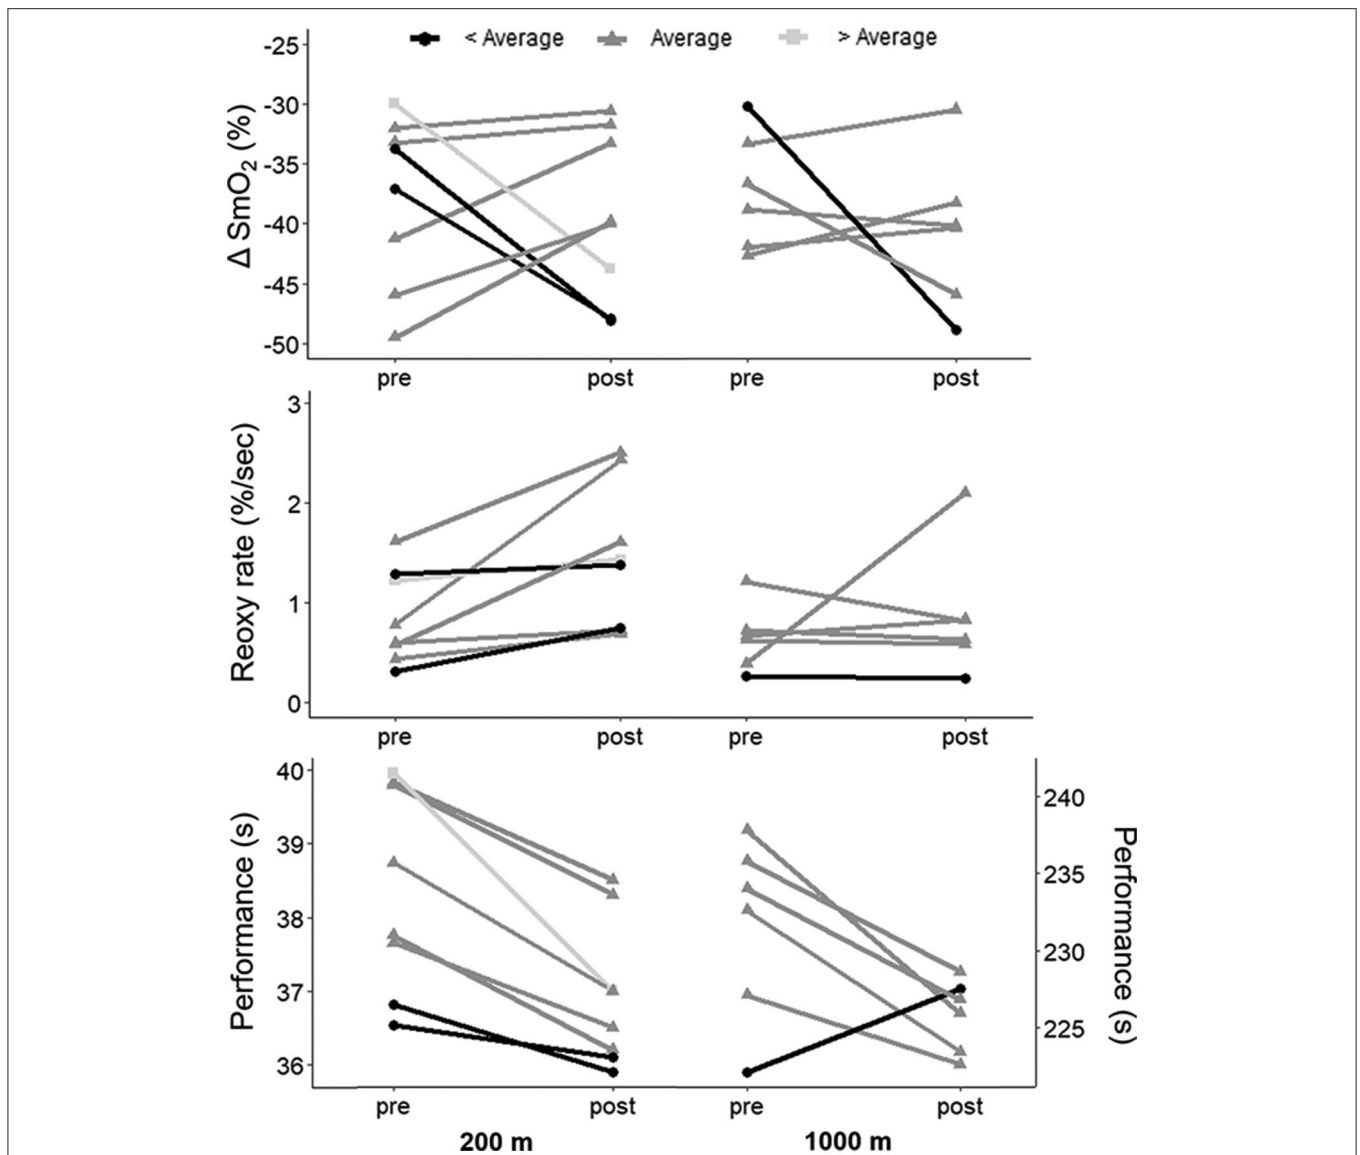 < Average Average > Average
-25
-30
-35
-40
-45
-50
Δ SmO₂ (%)
pre post pre post
3
2
1
0
Reoxy rate (%/sec)
pre post pre post
40
39
38
37
36
Performance (s)
240
235
230
225
Performance (s)
pre post pre post
200 m 1000 m